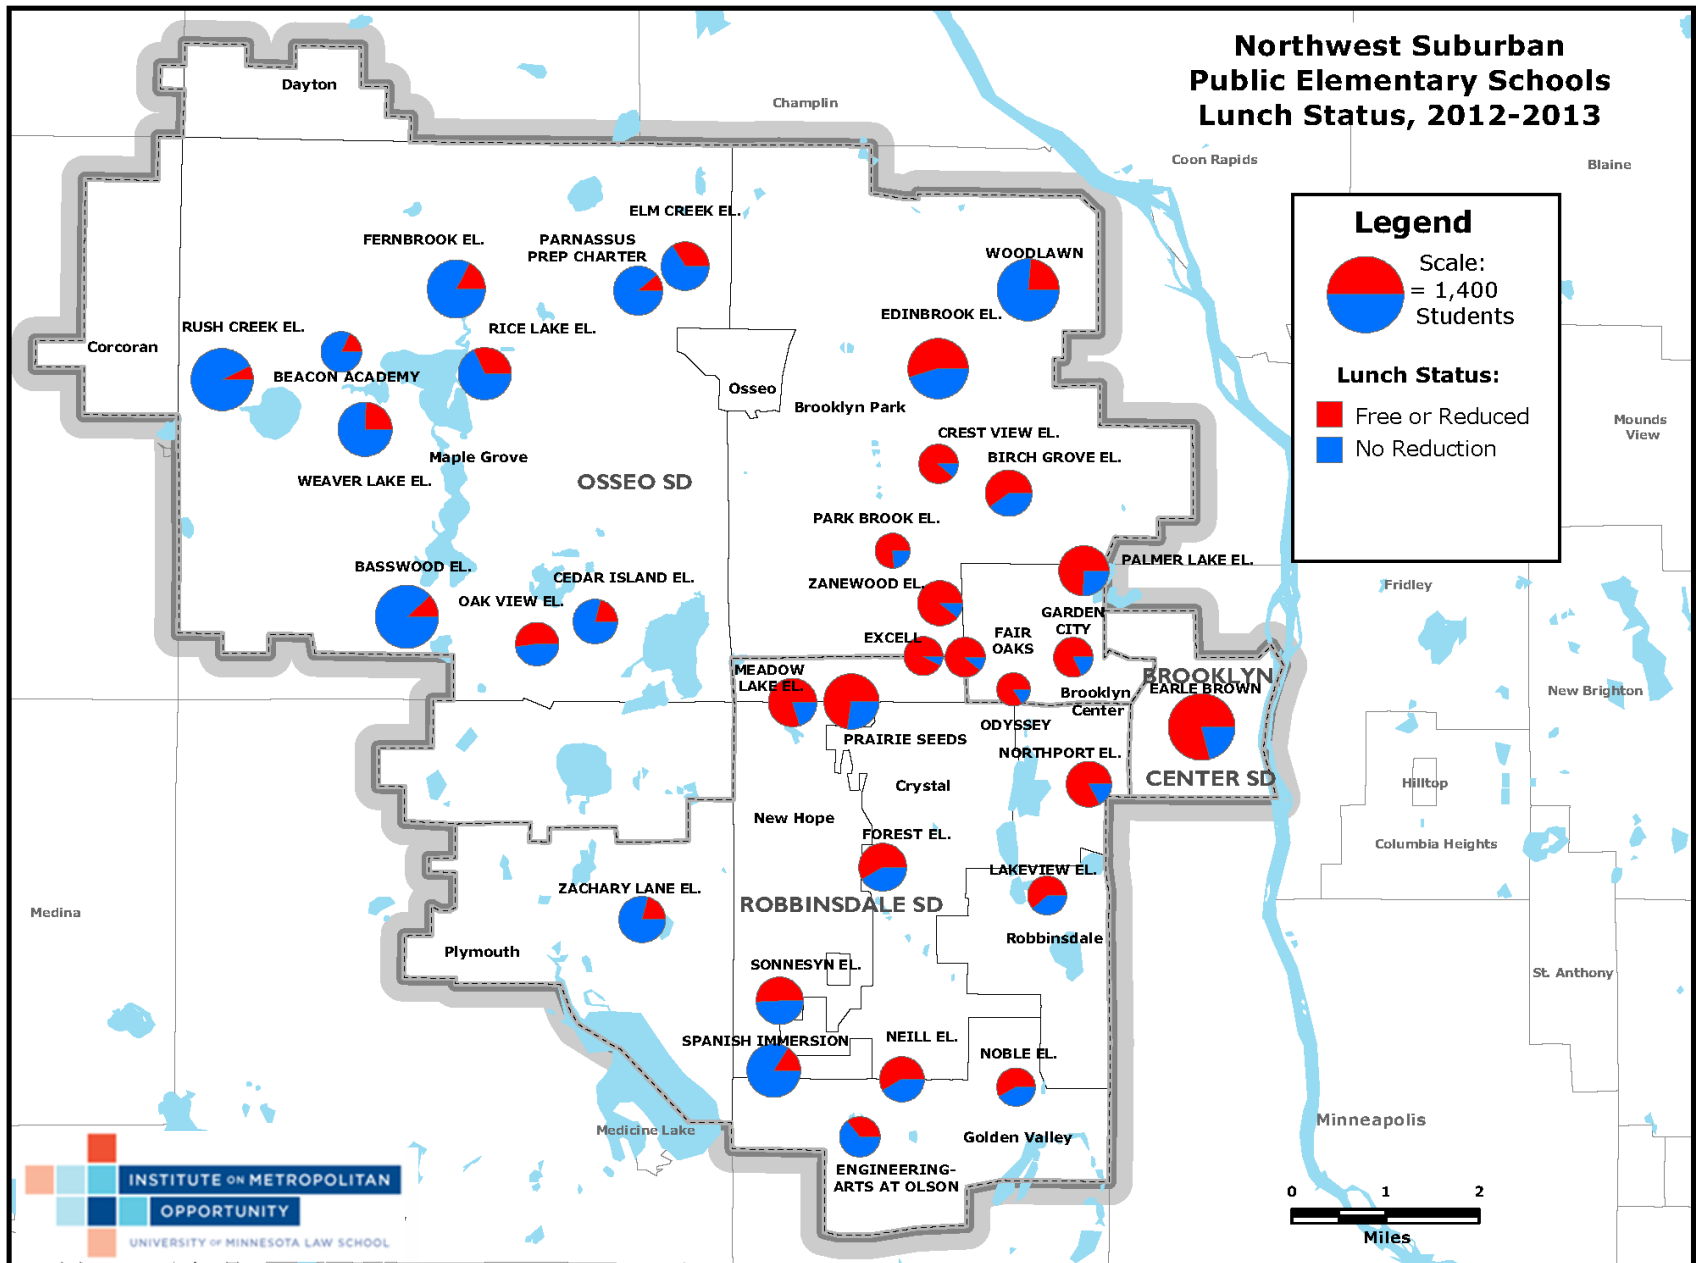 Northwest Suburban
Public Elementary Schools
Lunch Status, 2012-2013
Dayton
Champlin
Coon Rapids
Blaine
Legend
Scale:
= 1,400
Students
Lunch Status:
Free or Reduced
No Reduction
ELM CREEK EL.
FERNBROOK EL.
PARNASSUS
PREP CHARTER
WOODLAWN
EDINBROOK EL.
RUSH CREEK EL.
RICE LAKE EL.
Corcoran
BEACON ACADEMY
Osseo
Brooklyn Park
Mounds
View
CREST VIEW EL.
Maple Grove
BIRCH GROVE EL.
WEAVER LAKE EL.
OSSEO SD
PARK BROOK EL.
PALMER LAKE EL.
BASSWOOD EL.
CEDAR ISLAND EL.
ZANEWOOD EL.
Fridley
OAK VIEW EL.
GARDEN
CITY
EXCELL
FAIR
OAKS
MEADOW
LAKE EL.
BROOKLYN
EARLE BROWN
Brooklyn
Center
New Brighton
ODYSSEY
PRAIRIE SEEDS
NORTHPORT EL.
CENTER SD
Crystal
Hilltop
New Hope
FOREST EL.
Columbia Heights
LAKEVIEW EL.
ZACHARY LANE EL.
ROBBINSDALE SD
Medina
Robbinsdale
Plymouth
SONNESYN EL.
St. Anthony
SPANISH IMMERSION
NEILL EL.
NOBLE EL.
Minneapolis
Medicine Lake
Golden Valley
ENGINEERING-
ARTS AT OLSON
INSTITUTE ON METROPOLITAN
OPPORTUNITY
UNIVERSITY OF MINNESOTA LAW SCHOOL
0 1 2
Miles